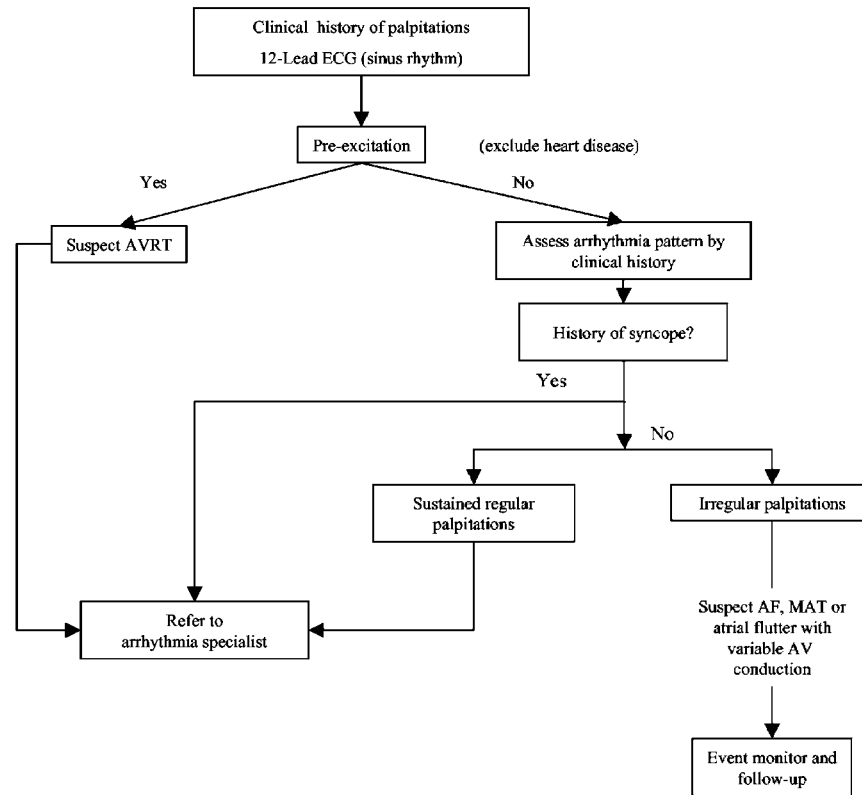 Clinical history of palpitations
12-Lead ECG (sinus rhythm)
Pre-excitation
(exclude heart disease)
Yes
No
Suspect AVRT
Assess arrhythmia pattern by
clinical history
History of syncope?
Yes
No
Sustained regular
palpitations
Irregular palpitations
Refer to
arrhythmia specialist
Suspect AF, MAT or
atrial flutter with
variable AV
conduction
Event monitor and
follow-up